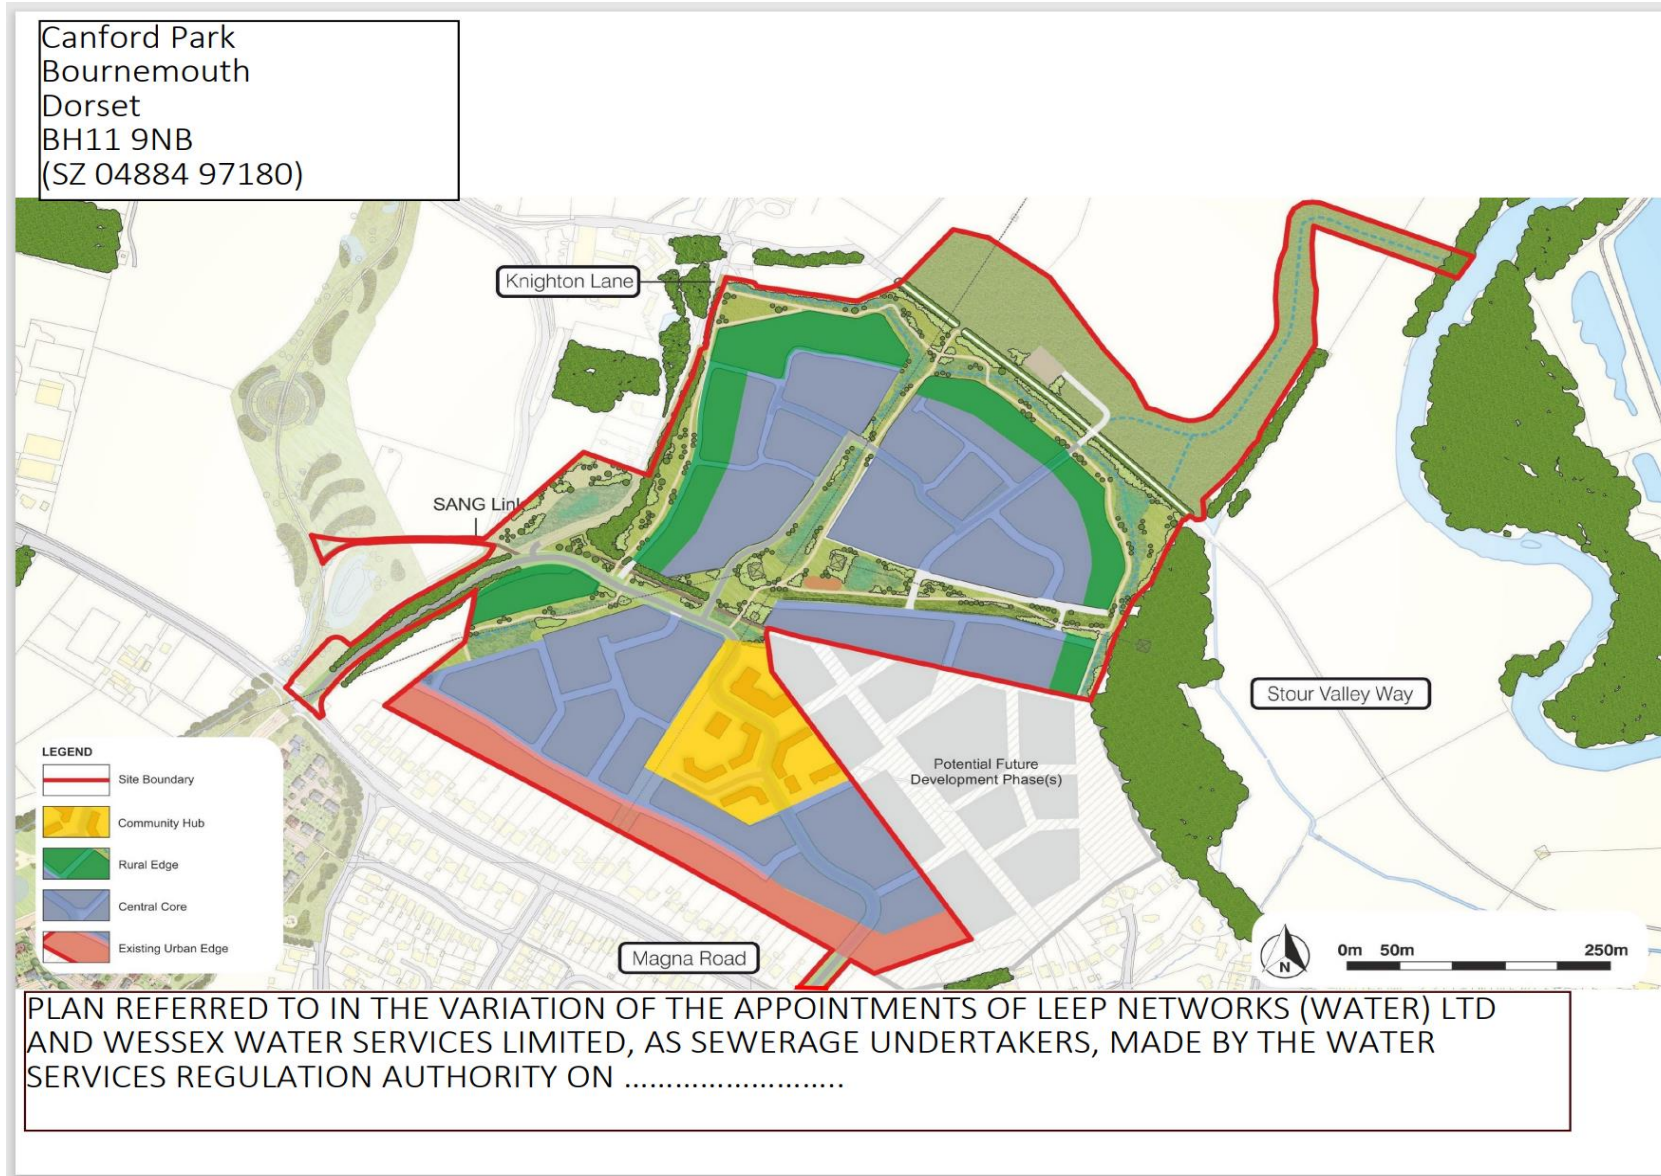 Canford Park
Bournemouth
Dorset
BH11 9NB
(SZ 04884 97180)
Knighton Lane
SANG Link
Stour Valley Way
Potential Future
Development Phase(s)
LEGEND
Site Boundary
Community Hub
Rural Edge
Central Core
Existing Urban Edge
Magna Road
N
0m 50m 250m
PLAN REFERRED TO IN THE VARIATION OF THE APPOINTMENTS OF LEEP NETWORKS (WATER) LTD
AND WESSEX WATER SERVICES LIMITED, AS SEWERAGE UNDERTAKERS, MADE BY THE WATER
SERVICES REGULATION AUTHORITY ON ..........................